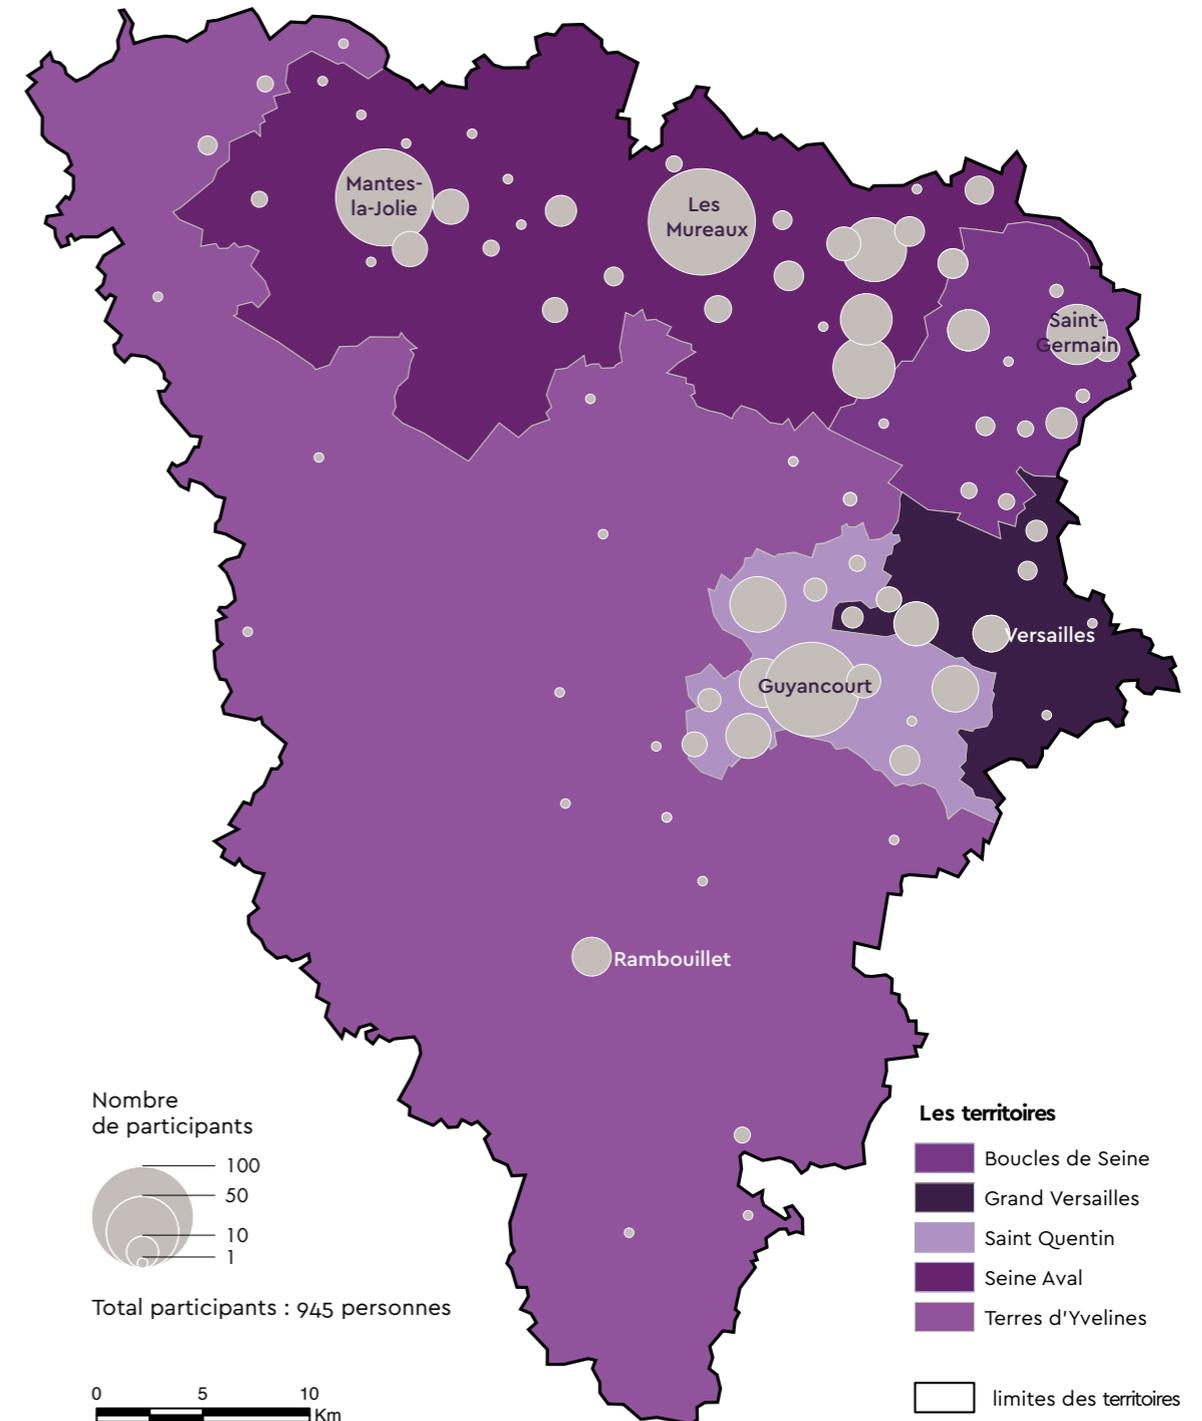 Mantes-
la-Jolie
Les
Mureaux
Saint-
Germain
Versailles
Guyancourt
Rambouillet
Nombre
de participants
100
50
10
1
Total participants : 945 personnes
0 5 10
Km
Les territoires
Boucles de Seine
Grand Versailles
Saint Quentin
Seine Aval
Terres d'Yvelines
limites des territoires